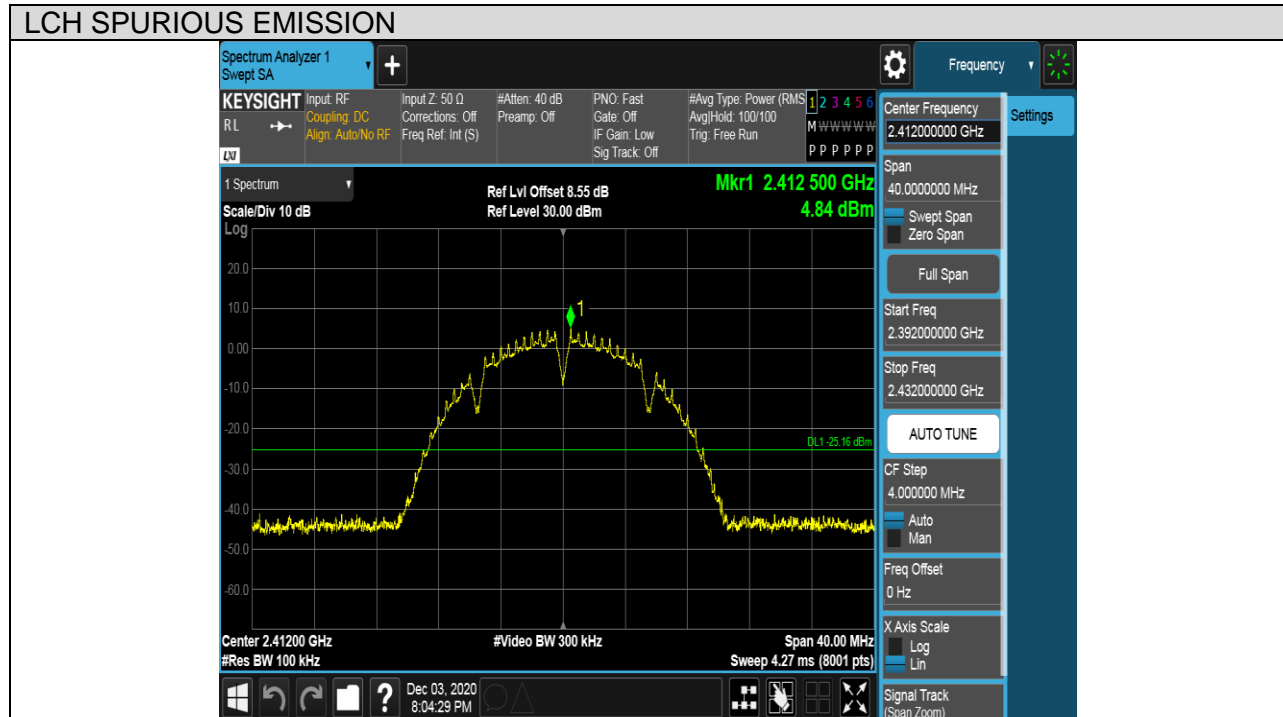 LCH SPURIOUS EMISSION
Spectrum Analyzer 1
Swept SA
+
Frequency
KEYSIGHT
RL
LXI
Input: RF
Coupling: DC
Align: Auto/No RF
Input Z: 50 Ω
Corrections: Off
Freq Ref: Int (S)
#Atten: 40 dB
Preamp: Off
PNO: Fast
Gate: Off
IF Gain: Low
Sig Track: Off
#Avg Type: Power (RMS
Avg|Hold: 100/100
Trig: Free Run
1 2 3 4 5 6
M W W W W W
P P P P P P
1 Spectrum
Scale/Div 10 dB
Log
Ref Lvl Offset 8.55 dB
Ref Level 30.00 dBm
Mkr1 2.412 500 GHz
4.84 dBm
20.0
10.0
0.00
-10.0
-20.0
-30.0
-40.0
-50.0
-60.0
1
DL1 -25.16 dBm
Center 2.41200 GHz
#Res BW 100 kHz
#Video BW 300 kHz
Span 40.00 MHz
Sweep 4.27 ms (8001 pts)
?
Dec 03, 2020
8:04:29 PM
Center Frequency
2.412000000 GHz
Settings
Span
40.0000000 MHz
Swept Span
Zero Span
Full Span
Start Freq
2.392000000 GHz
Stop Freq
2.432000000 GHz
AUTO TUNE
CF Step
4.000000 MHz
Auto
Man
Freq Offset
0 Hz
X Axis Scale
Log
Lin
Signal Track
(Span Zoom)